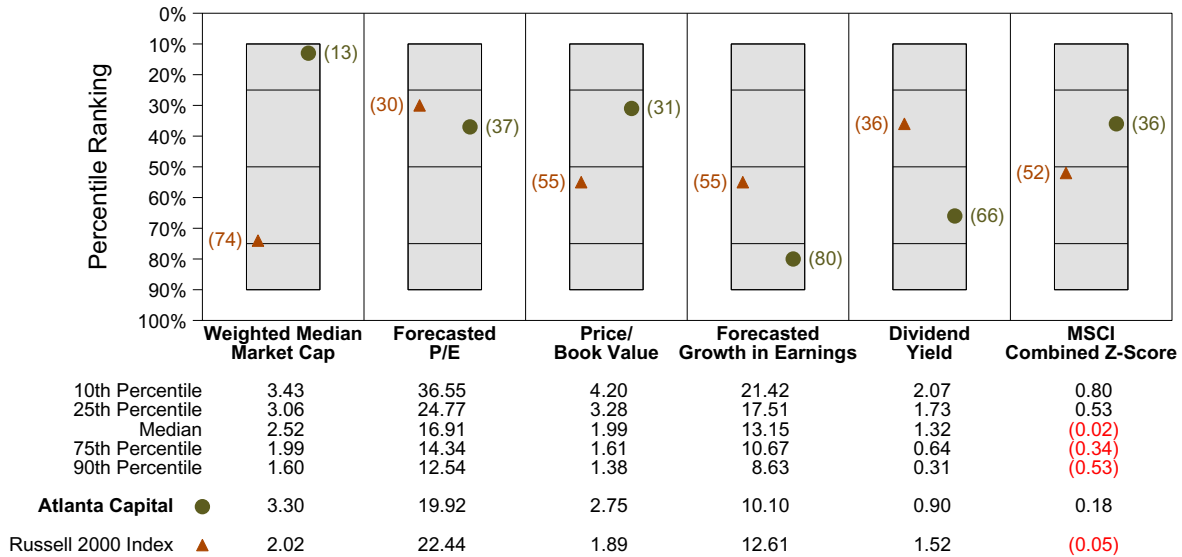 Percentile Ranking
0%
10%
20%
30%
40%
50%
60%
70%
80%
90%
100%
(13)
(74)
(30)
(37)
(31)
(55)
(55)
(80)
(36)
(66)
(36)
(52)
Weighted Median Market Cap
Forecasted P/E
Price/ Book Value
Forecasted Growth in Earnings
Dividend Yield
MSCI Combined Z-Score
10th Percentile 3.43 36.55 4.20 21.42 2.07 0.80
25th Percentile 3.06 24.77 3.28 17.51 1.73 0.53
Median 2.52 16.91 1.99 13.15 1.32 (0.02)
75th Percentile 1.99 14.34 1.61 10.67 0.64 (0.34)
90th Percentile 1.60 12.54 1.38 8.63 0.31 (0.53)
Atlanta Capital 3.30 19.92 2.75 10.10 0.90 0.18
Russell 2000 Index 2.02 22.44 1.89 12.61 1.52 (0.05)